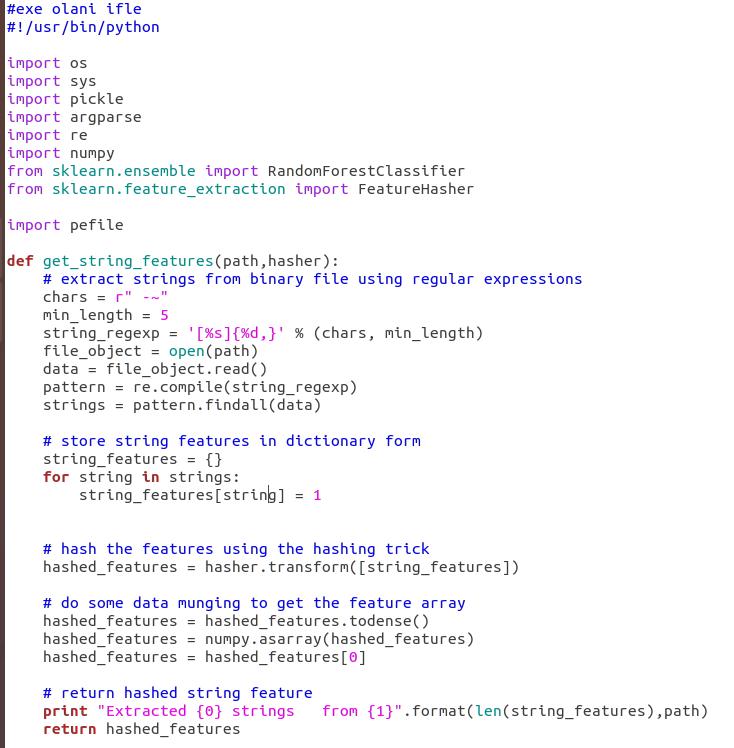 #exe olani ifle
#!/usr/bin/python
import os
import sys
import pickle
import argparse
import re
import numpy
from sklearn.ensemble import RandomForestClassifier
from sklearn.feature_extraction import FeatureHasher
import pefile
def get_string_features(path,hasher):
    # extract strings from binary file using regular expressions
    chars = r" -~"
    min_length = 5
    string_regexp = '[%s]{%d,}' % (chars, min_length)
    file_object = open(path)
    data = file_object.read()
    pattern = re.compile(string_regexp)
    strings = pattern.findall(data)
    # store string features in dictionary form
    string_features = {}
    for string in strings:
        string_features[string] = 1
    # hash the features using the hashing trick
    hashed_features = hasher.transform([string_features])
    # do some data munging to get the feature array
    hashed_features = hashed_features.todense()
    hashed_features = numpy.asarray(hashed_features)
    hashed_features = hashed_features[0]
    # return hashed string feature
    print "Extracted {0} strings   from {1}".format(len(string_features),path)
    return hashed_features